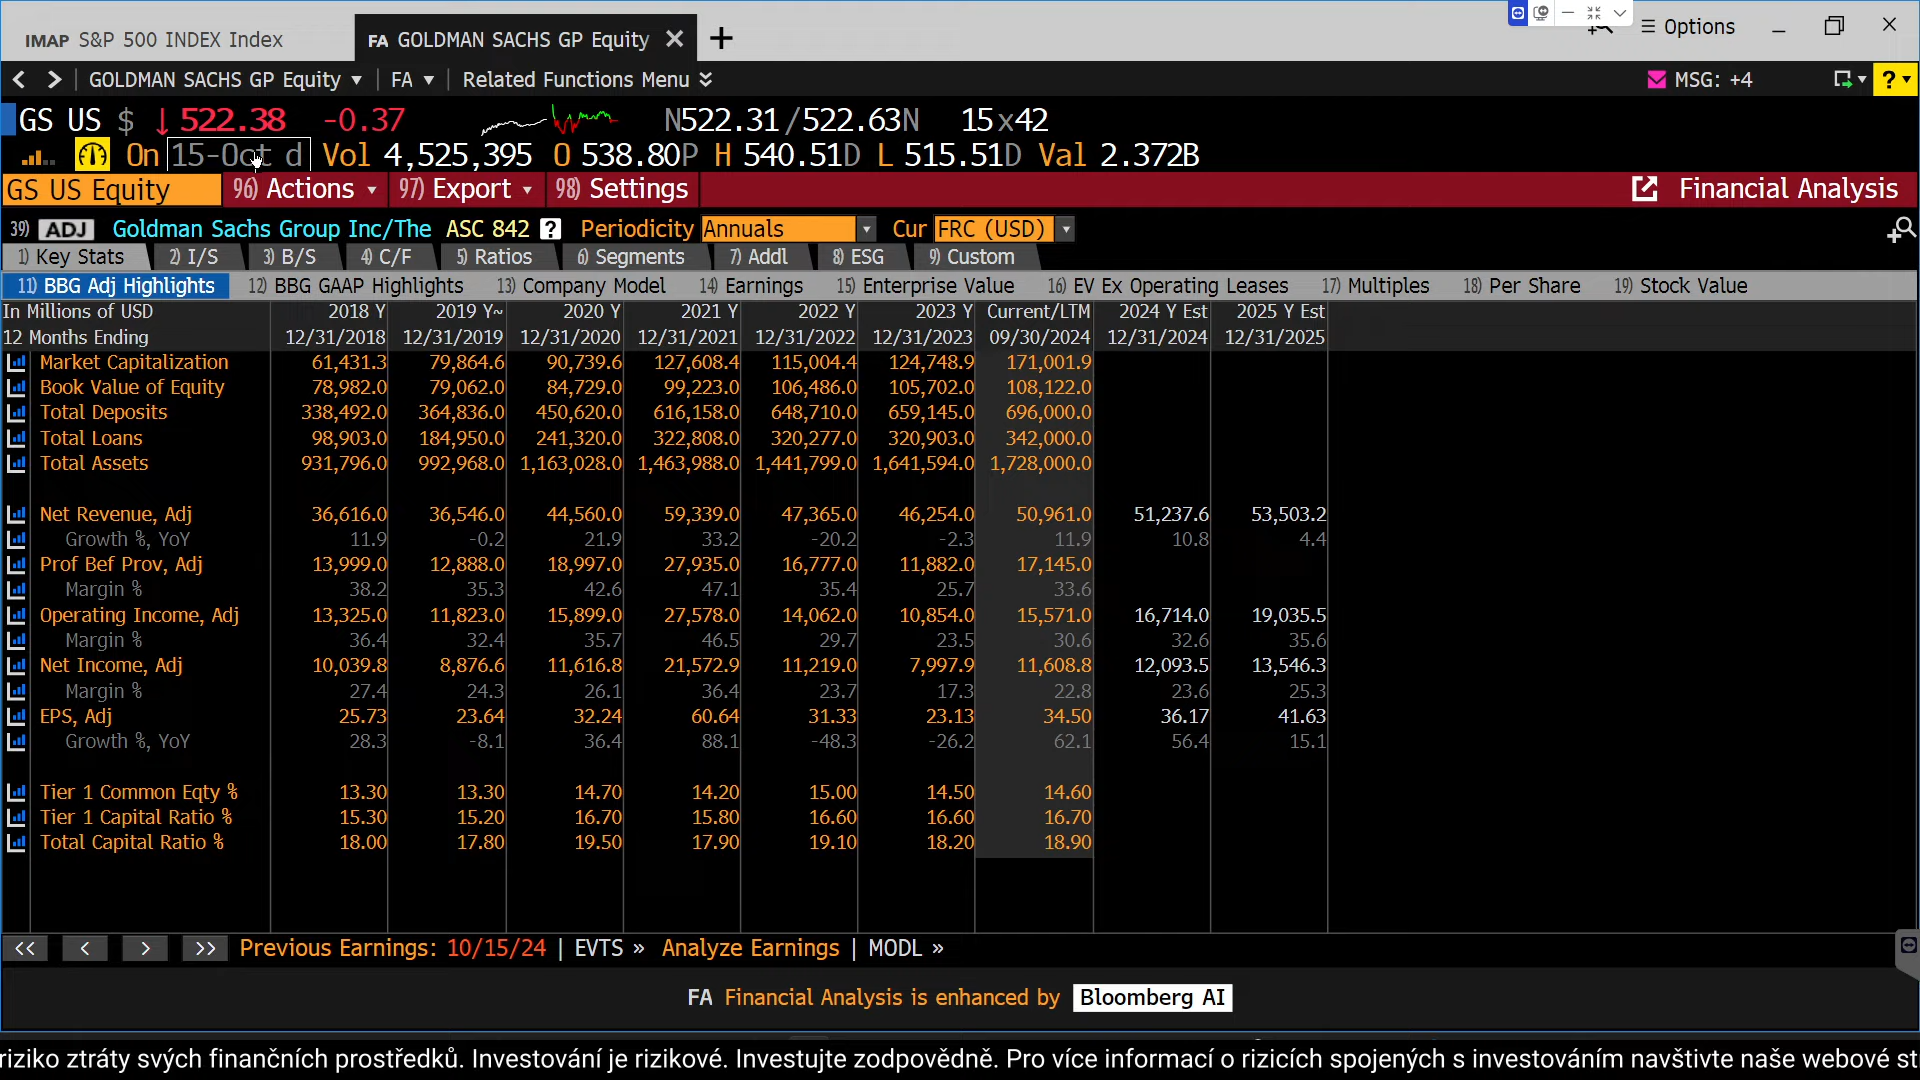 IMAP S&P 500 INDEX Index FA GOLDMAN SACHS GP Equity Options
GOLDMAN SACHS GP Equity FA Related Functions Menu MSG: +4 ?
GS US $ ↓522.38 -0.37 N522.31/522.63N 15x42
On 15-Oct d Vol 4,525,395 O 538.80P H 540.51D L 515.51D Val 2.372B
GS US Equity 96) Actions 97) Export 98) Settings Financial Analysis
39) ADJ Goldman Sachs Group Inc/The ASC 842 ? Periodicity Annuals Cur FRC (USD)
1) Key Stats 2) I/S 3) B/S 4) C/F 5) Ratios 6) Segments 7) Addl 8) ESG 9) Custom
11) BBG Adj Highlights 12) BBG GAAP Highlights 13) Company Model 14) Earnings 15) Enterprise Value 16) EV Ex Operating Leases 17) Multiples 18) Per Share 19) Stock Value
In Millions of USD 2018 Y 2019 Y~ 2020 Y 2021 Y 2022 Y 2023 Y Current/LTM 2024 Y Est 2025 Y Est
12 Months Ending 12/31/2018 12/31/2019 12/31/2020 12/31/2021 12/31/2022 12/31/2023 09/30/2024 12/31/2024 12/31/2025
Market Capitalization 61,431.3 79,864.6 90,739.6 127,608.4 115,004.4 124,748.9 171,001.9
Book Value of Equity 78,982.0 79,062.0 84,729.0 99,223.0 106,486.0 105,702.0 108,122.0
Total Deposits 338,492.0 364,836.0 450,620.0 616,158.0 648,710.0 659,145.0 696,000.0
Total Loans 98,903.0 184,950.0 241,320.0 322,808.0 320,277.0 320,903.0 342,000.0
Total Assets 931,796.0 992,968.0 1,163,028.0 1,463,988.0 1,441,799.0 1,641,594.0 1,728,000.0
Net Revenue, Adj 36,616.0 36,546.0 44,560.0 59,339.0 47,365.0 46,254.0 50,961.0 51,237.6 53,503.2
Growth %, YoY 11.9 -0.2 21.9 33.2 -20.2 -2.3 11.9 10.8 4.4
Prof Bef Prov, Adj 13,999.0 12,888.0 18,997.0 27,935.0 16,777.0 11,882.0 17,145.0
Margin % 38.2 35.3 42.6 47.1 35.4 25.7 33.6
Operating Income, Adj 13,325.0 11,823.0 15,899.0 27,578.0 14,062.0 10,854.0 15,571.0 16,714.0 19,035.5
Margin % 36.4 32.4 35.7 46.5 29.7 23.5 30.6 32.6 35.6
Net Income, Adj 10,039.8 8,876.6 11,616.8 21,572.9 11,219.0 7,997.9 11,608.8 12,093.5 13,546.3
Margin % 27.4 24.3 26.1 36.4 23.7 17.3 22.8 23.6 25.3
EPS, Adj 25.73 23.64 32.24 60.64 31.33 23.13 34.50 36.17 41.63
Growth %, YoY 28.3 -8.1 36.4 88.1 -48.3 -26.2 62.1 56.4 15.1
Tier 1 Common Eqty % 13.30 13.30 14.70 14.20 15.00 14.50 14.60
Tier 1 Capital Ratio % 15.30 15.20 16.70 15.80 16.60 16.60 16.70
Total Capital Ratio % 18.00 17.80 19.50 17.90 19.10 18.20 18.90
<< < > >> Previous Earnings: 10/15/24 | EVTS » Analyze Earnings | MODL »
FA Financial Analysis is enhanced by Bloomberg AI
riziko ztráty svých finančních prostředků. Investování je rizikové. Investujte zodpovědně. Pro více informací o rizicích spojených s investováním navštivte naše webové st